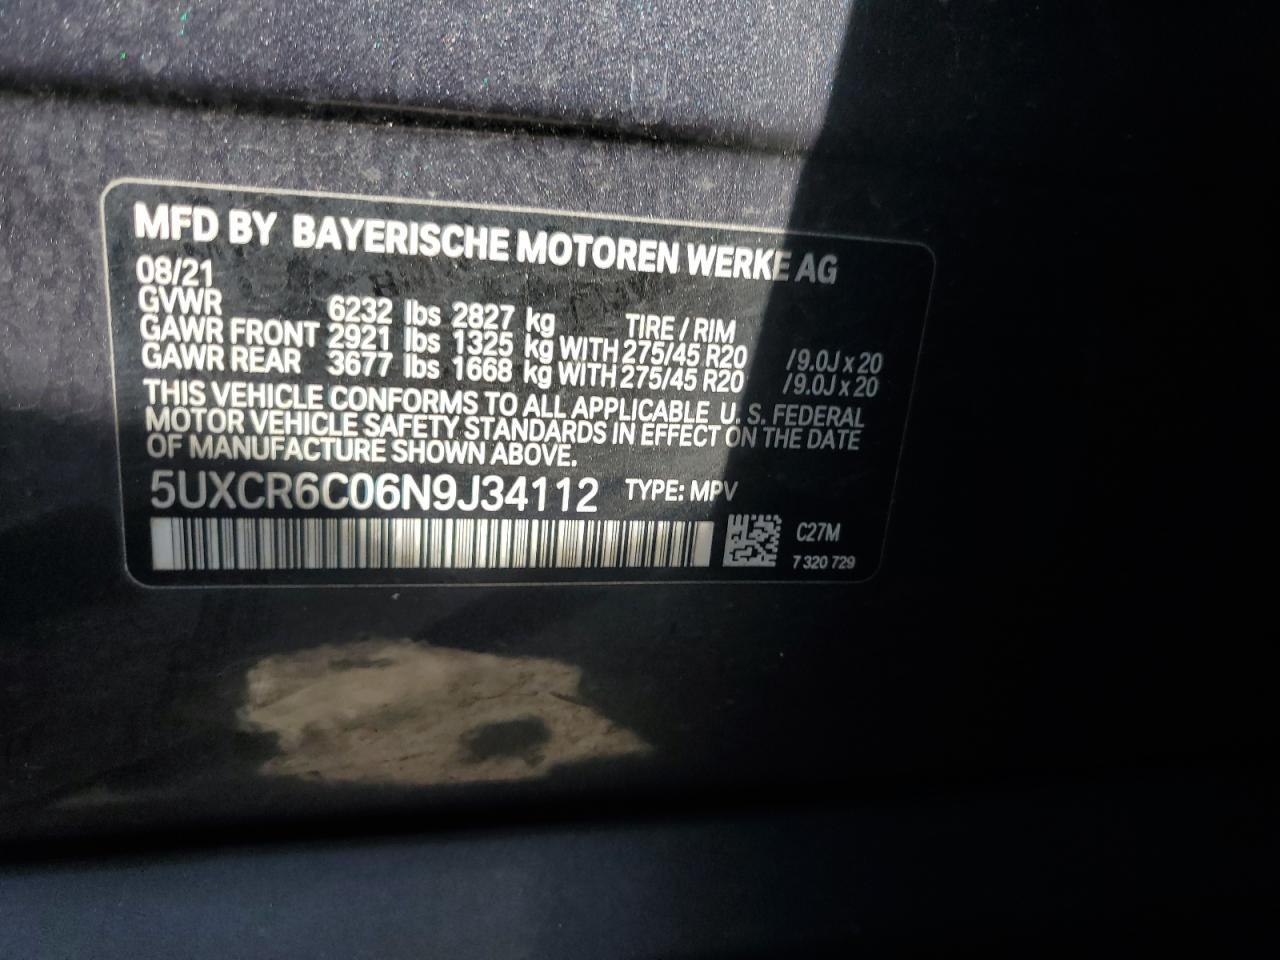 MFD BY BAYERISCHE MOTOREN WERKE AG
08/21
GVWR 6232 lbs 2827 kg TIRE / RIM
GAWR FRONT 2921 lbs 1325 kg WITH 275/45 R20 /9.0J x 20
GAWR REAR 3677 lbs 1668 kg WITH 275/45 R20 /9.0J x 20
THIS VEHICLE CONFORMS TO ALL APPLICABLE U. S. FEDERAL
MOTOR VEHICLE SAFETY STANDARDS IN EFFECT ON THE DATE
OF MANUFACTURE SHOWN ABOVE.
5UXCR6C06N9J34112 TYPE: MPV
C27M
7 320 729